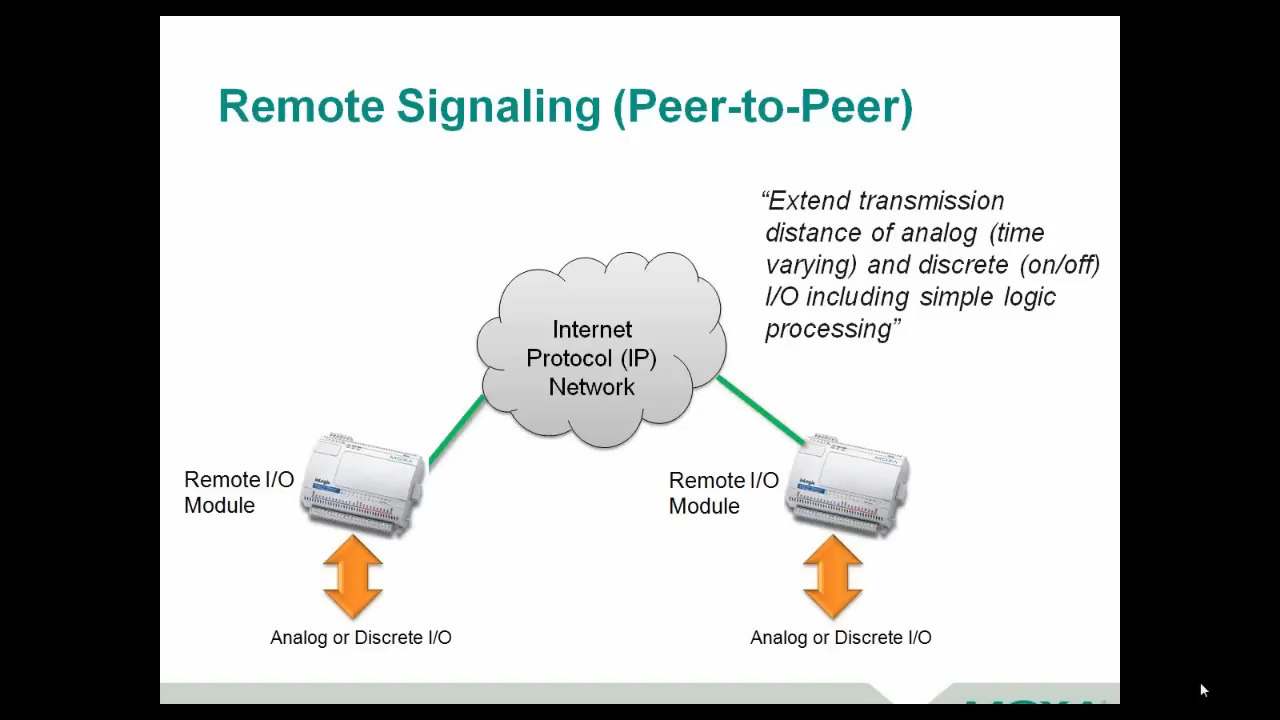 Remote Signaling (Peer-to-Peer)
“Extend transmission
distance of analog (time
varying) and discrete (on/off)
I/O including simple logic
processing”
Internet
Protocol (IP)
Network
Remote I/O
Module
Remote I/O
Module
Analog or Discrete I/O
Analog or Discrete I/O